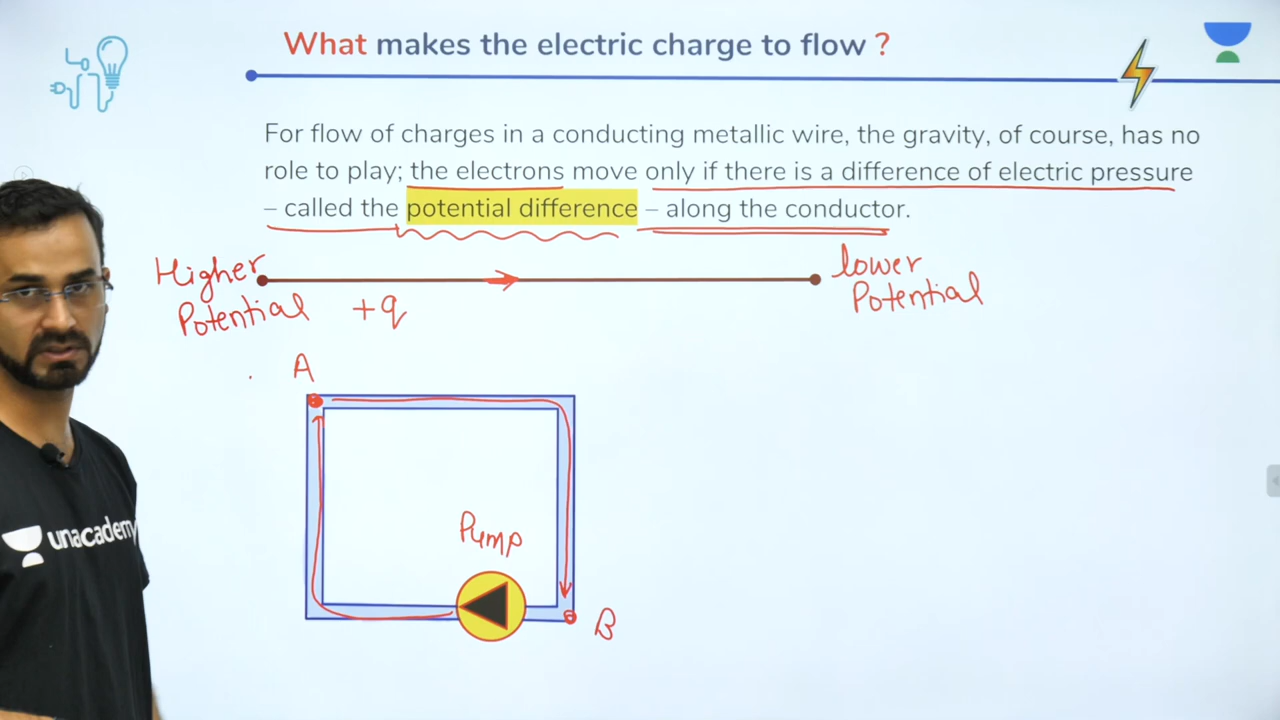 What makes the electric charge to flow ?
For flow of charges in a conducting metallic wire, the gravity, of course, has no
role to play; the electrons move only if there is a difference of electric pressure
– called the potential difference – along the conductor.
Higher
Potential
+q
lower
Potential
A
Pump
B
unacademy